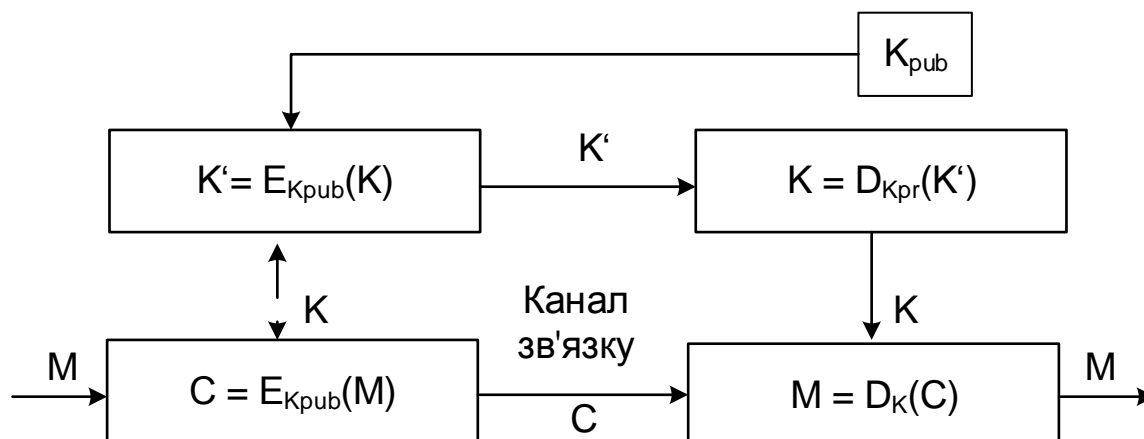 Kpub
K‘= EKpub(K)
K‘
K = DKpr(K‘)
K
Канал
зв'язку
K
M
C = EKpub(M)
C
M = DK(C)
M